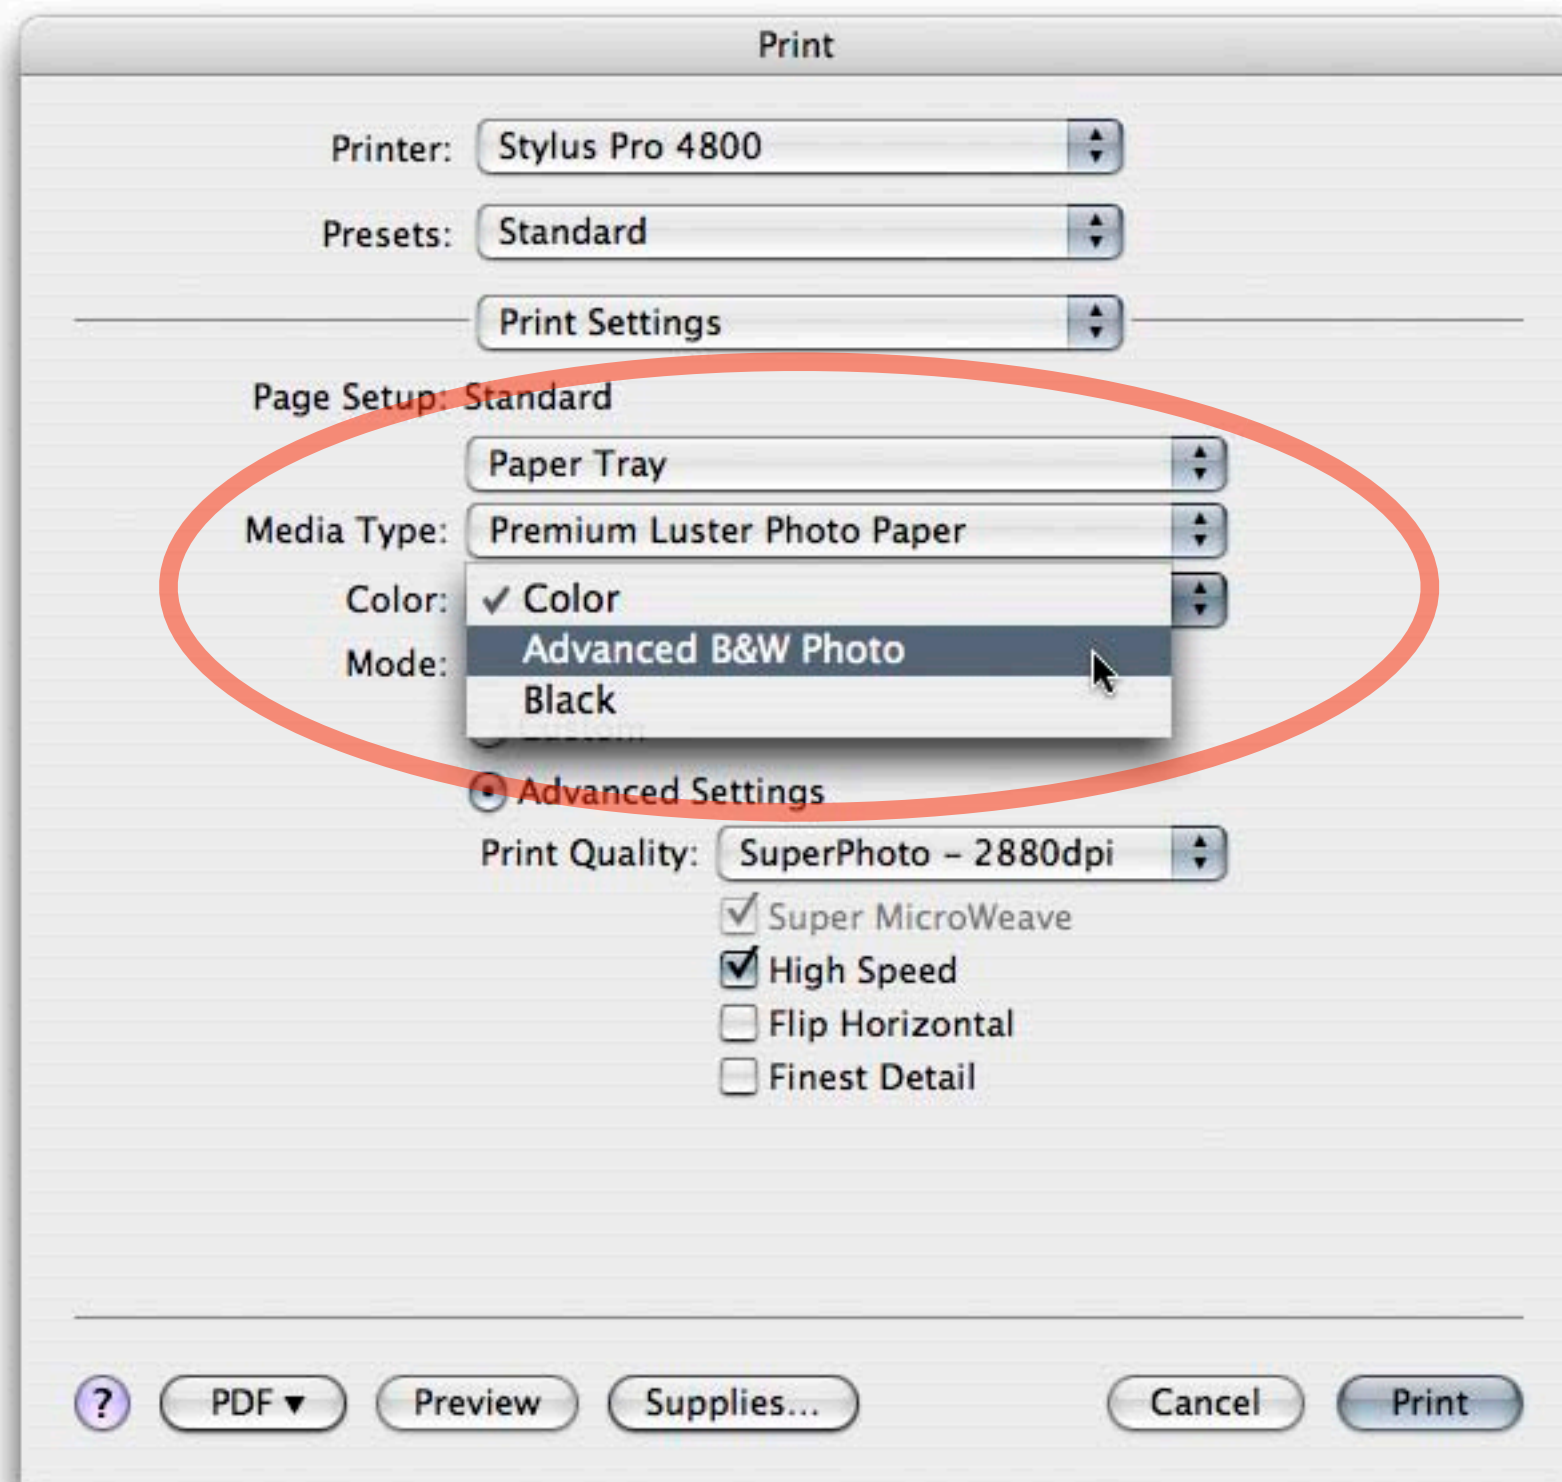 Print
Printer: Stylus Pro 4800
Presets: Standard
Print Settings
Page Setup: Standard
Paper Tray
Media Type: Premium Luster Photo Paper
Color: ✓ Color
Advanced B&W Photo
Mode:
Black
Custom
Advanced Settings
Print Quality: SuperPhoto – 2880dpi
Super MicroWeave
High Speed
Flip Horizontal
Finest Detail
? PDF ▼ Preview Supplies... Cancel Print